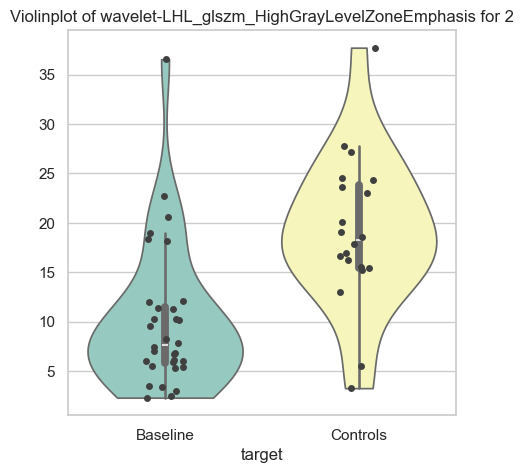 Violinplot of wavelet-LHL_glszm_HighGrayLevelZoneEmphasis for 2
35
30
25
20
15
10
5
Baseline Controls
target